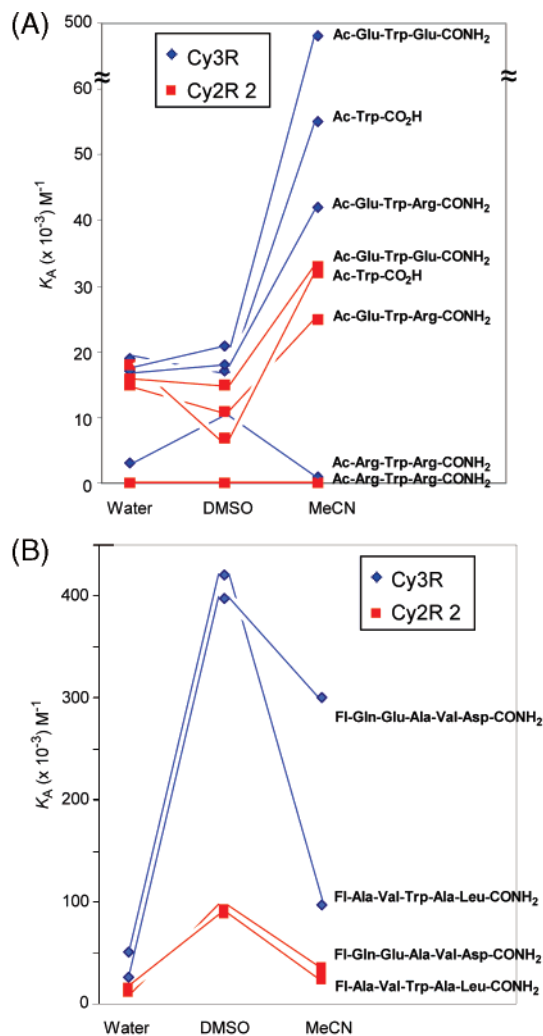 (A)
500
Cy3R
Cy2R 2
Ac-Glu-Trp-Glu-CONH₂
≈
≈
60
Ac-Trp-CO₂H
50
Ac-Glu-Trp-Arg-CONH₂
40
Kₐ (x 10⁻³) M⁻¹
Ac-Glu-Trp-Glu-CONH₂
30
Ac-Trp-CO₂H
Ac-Glu-Trp-Arg-CONH₂
20
10
Ac-Arg-Trp-Arg-CONH₂
Ac-Arg-Trp-Arg-CONH₂
0
Water DMSO MeCN
(B)
Cy3R
Cy2R 2
400
Kₐ (x 10⁻³) M⁻¹
300
Fl-Gln-Glu-Ala-Val-Asp-CONH₂
200
100
Fl-Ala-Val-Trp-Ala-Leu-CONH₂
Fl-Gln-Glu-Ala-Val-Asp-CONH₂
Fl-Ala-Val-Trp-Ala-Leu-CONH₂
0
Water DMSO MeCN